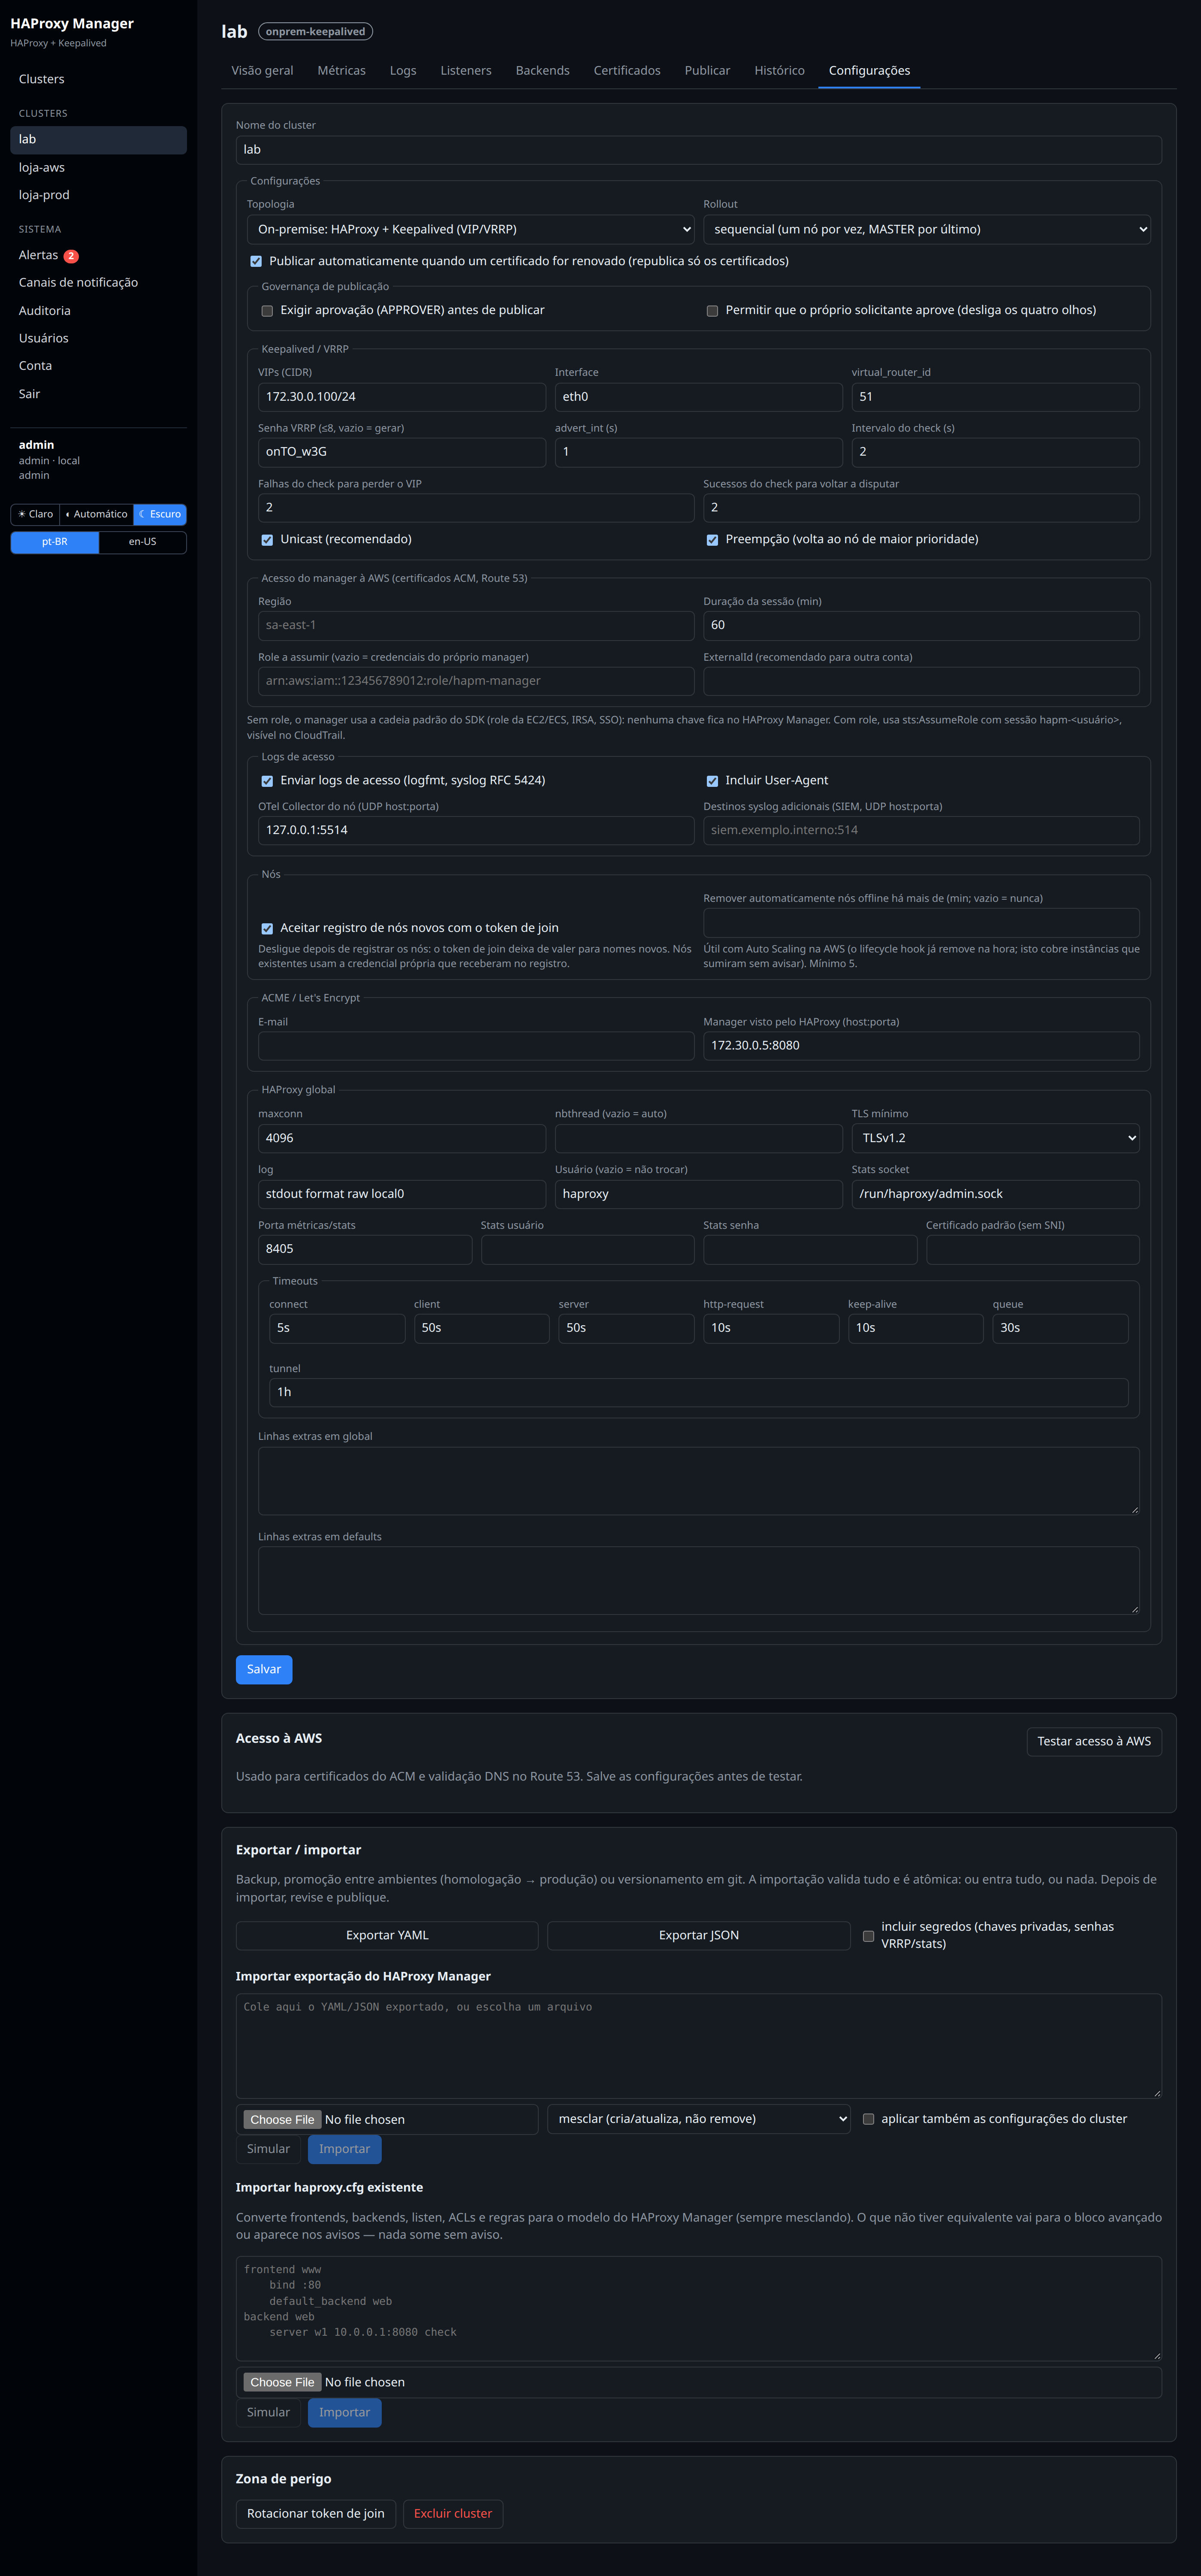 HAProxy Manager
HAProxy + Keepalived
Clusters
CLUSTERS
lab
loja-aws
loja-prod
SISTEMA
Alertas 2
Canais de notificação
Auditoria
Usuários
Conta
Sair
admin
admin · local
admin
☀ Claro
◐ Automático
☾ Escuro
pt-BR
en-US
lab onprem-keepalived
Visão geral
Métricas
Logs
Listeners
Backends
Certificados
Publicar
Histórico
Configurações
Nome do cluster
lab
Configurações
Topologia
Rollout
On-premise: HAProxy + Keepalived (VIP/VRRP)
sequencial (um nó por vez, MASTER por último)
Publicar automaticamente quando um certificado for renovado (republica só os certificados)
Governança de publicação
Exigir aprovação (APPROVER) antes de publicar
Permitir que o próprio solicitante aprove (desliga os quatro olhos)
Keepalived / VRRP
VIPs (CIDR)
Interface
virtual_router_id
172.30.0.100/24
eth0
51
Senha VRRP (≤8, vazio = gerar)
advert_int (s)
Intervalo do check (s)
onTO_w3G
1
2
Falhas do check para perder o VIP
Sucessos do check para voltar a disputar
2
2
Unicast (recomendado)
Preempção (volta ao nó de maior prioridade)
Acesso do manager à AWS (certificados ACM, Route 53)
Região
Duração da sessão (min)
sa-east-1
60
Role a assumir (vazio = credenciais do próprio manager)
ExternalId (recomendado para outra conta)
arn:aws:iam::123456789012:role/hapm-manager
Sem role, o manager usa a cadeia padrão do SDK (role da EC2/ECS, IRSA, SSO): nenhuma chave fica no HAProxy Manager. Com role, usa sts:AssumeRole com sessão hapm-<usuário>,
visível no CloudTrail.
Logs de acesso
Enviar logs de acesso (logfmt, syslog RFC 5424)
Incluir User-Agent
OTel Collector do nó (UDP host:porta)
Destinos syslog adicionais (SIEM, UDP host:porta)
127.0.0.1:5514
siem.exemplo.interno:514
Nós
Remover automaticamente nós offline há mais de (min; vazio = nunca)
Aceitar registro de nós novos com o token de join
Desligue depois de registrar os nós: o token de join deixa de valer para nomes novos. Nós
existentes usam a credencial própria que receberam no registro.
Útil com Auto Scaling na AWS (o lifecycle hook já remove na hora; isto cobre instâncias que
sumiram sem avisar). Mínimo 5.
ACME / Let's Encrypt
E-mail
Manager visto pelo HAProxy (host:porta)
172.30.0.5:8080
HAProxy global
maxconn
nbthread (vazio = auto)
TLS mínimo
4096
TLSv1.2
log
Usuário (vazio = não trocar)
Stats socket
stdout format raw local0
haproxy
/run/haproxy/admin.sock
Porta métricas/stats
Stats usuário
Stats senha
Certificado padrão (sem SNI)
8405
Timeouts
connect
client
server
http-request
keep-alive
queue
5s
50s
50s
10s
10s
30s
tunnel
1h
Linhas extras em global
Linhas extras em defaults
Salvar
Acesso à AWS
Testar acesso à AWS
Usado para certificados do ACM e validação DNS no Route 53. Salve as configurações antes de testar.
Exportar / importar
Backup, promoção entre ambientes (homologação → produção) ou versionamento em git. A importação valida tudo e é atômica: ou entra tudo, ou nada. Depois de
importar, revise e publique.
Exportar YAML
Exportar JSON
incluir segredos (chaves privadas, senhas
VRRP/stats)
Importar exportação do HAProxy Manager
Cole aqui o YAML/JSON exportado, ou escolha um arquivo
Choose File No file chosen
mesclar (cria/atualiza, não remove)
aplicar também as configurações do cluster
Simular
Importar
Importar haproxy.cfg existente
Converte frontends, backends, listen, ACLs e regras para o modelo do HAProxy Manager (sempre mesclando). O que não tiver equivalente vai para o bloco avançado
ou aparece nos avisos — nada some sem aviso.
frontend www
    bind :80
    default_backend web
backend web
    server w1 10.0.0.1:8080 check
Choose File No file chosen
Simular
Importar
Zona de perigo
Rotacionar token de join
Excluir cluster